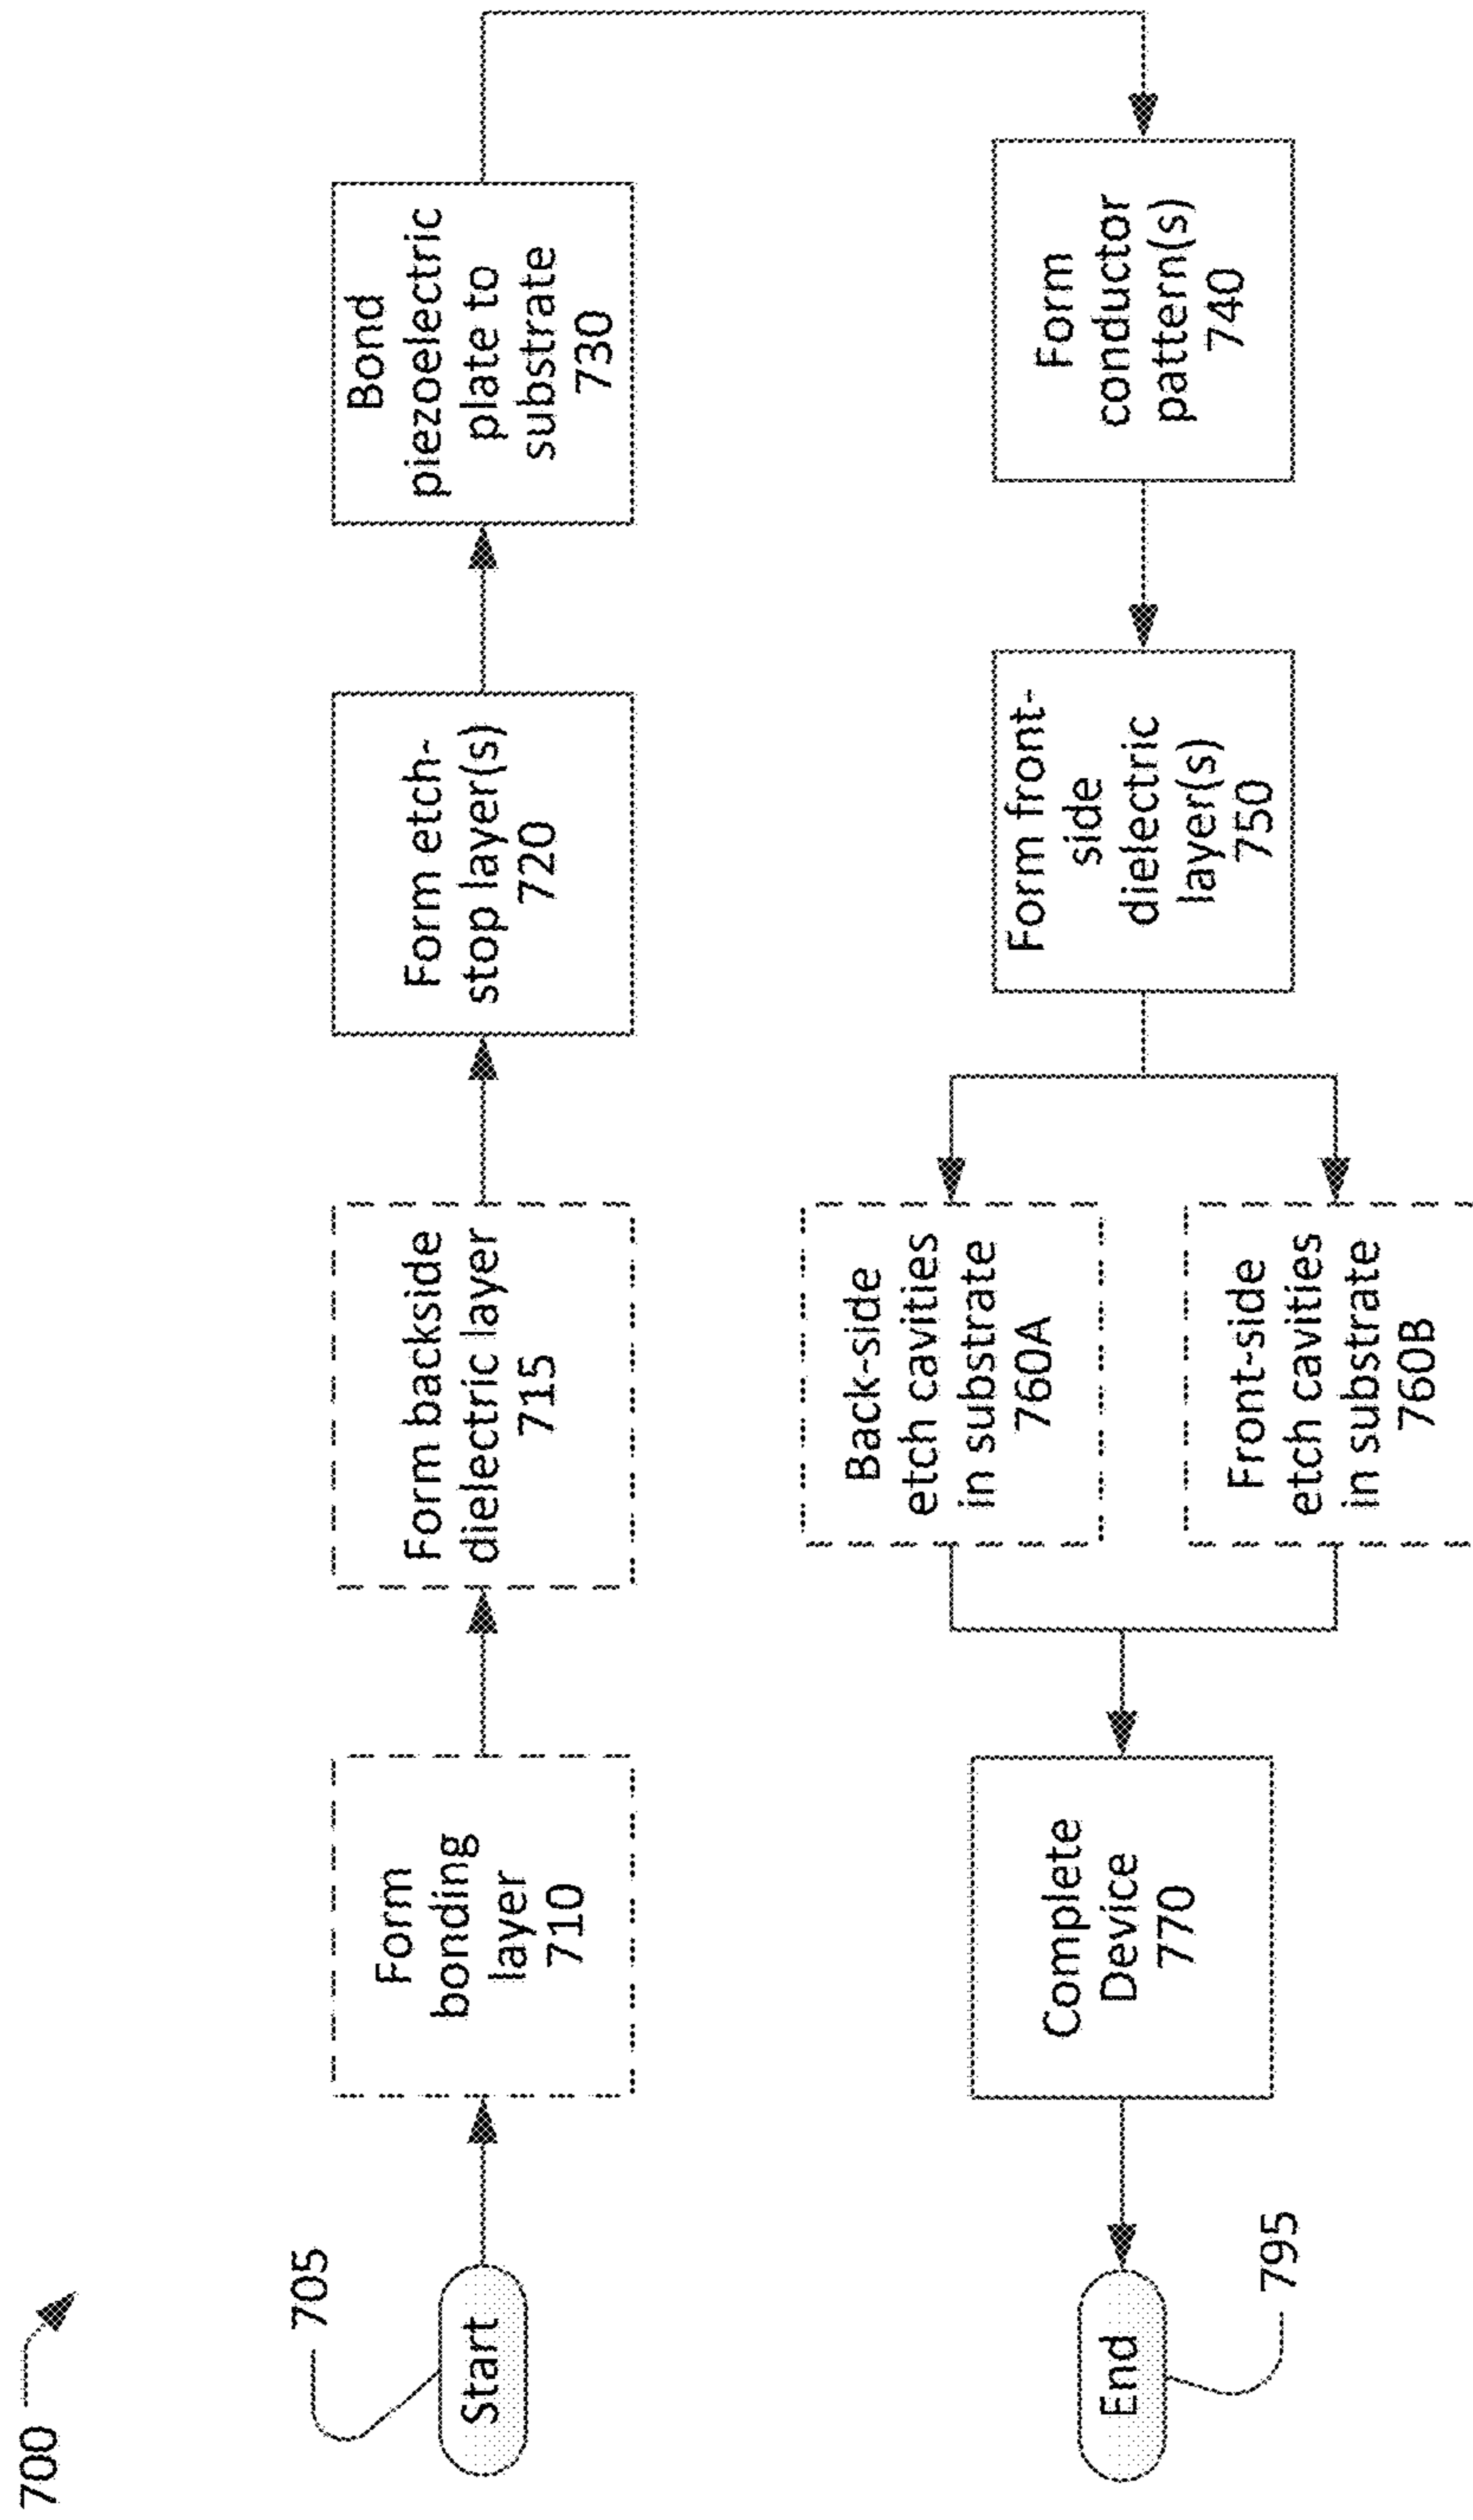 700
705
Start
Form
bonding
layer
710
Form backside
dielectric layer
715
Form etch-
stop layer(s)
720
Bond
piezoelectric
plate to
substrate
730
Form
conductor
pattern(s)
740
Form front-
side
dielectric
layer(s)
750
Back-side
etch cavities
in substrate
760A
Front-side
etch cavities
in substrate
760B
Complete
Device
770
End
795